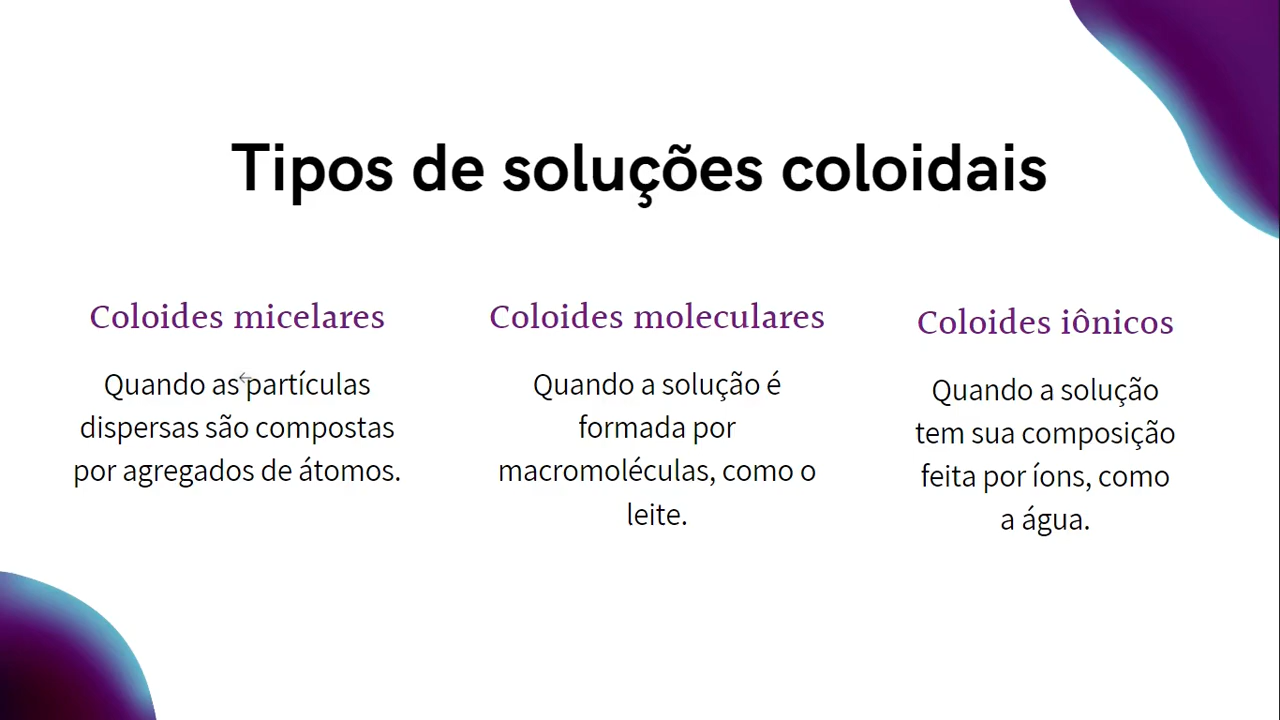 Tipos de soluções coloidais
Coloides micelares
Quando as partículas
dispersas são compostas
por agregados de átomos.
Coloides moleculares
Quando a solução é
formada por
macromoléculas, como o
leite.
Coloides iônicos
Quando a solução
tem sua composição
feita por íons, como
a água.